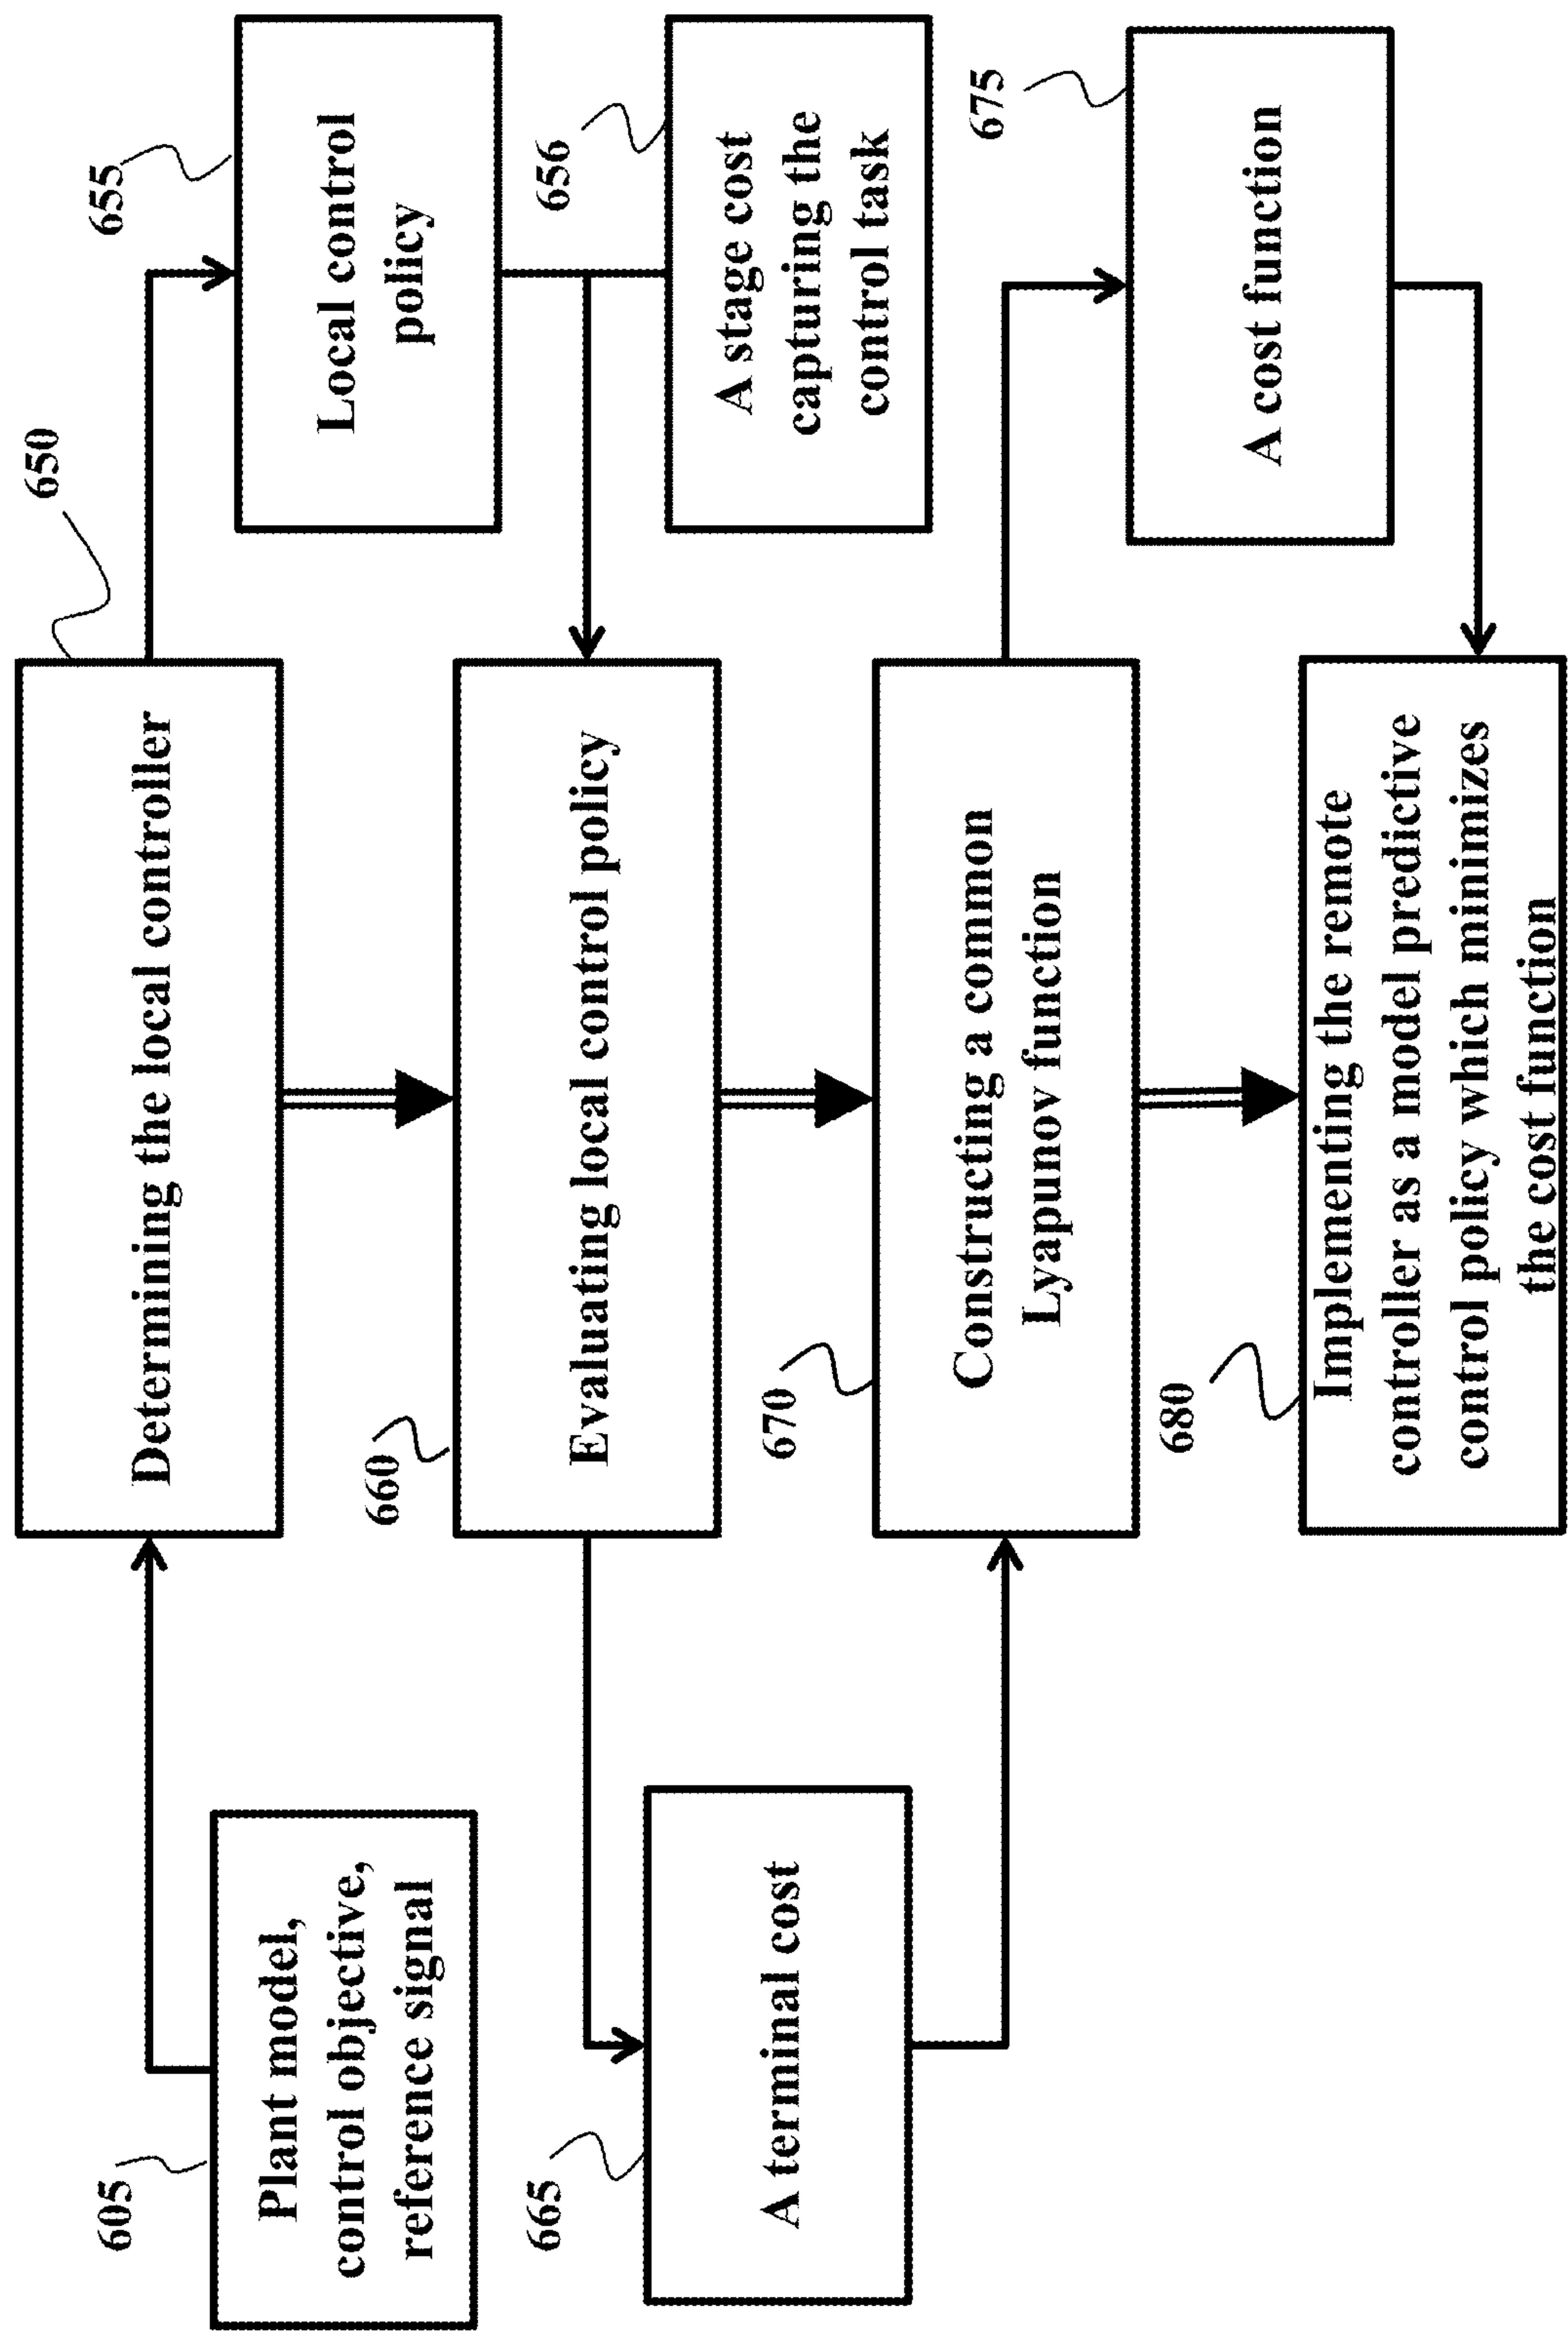 605
Plant model,
control objective,
reference signal
Determining the local controller
650
655
Local control
policy
656
A stage cost
capturing the
control task
660
Evaluating local control policy
665
A terminal cost
670
Constructing a common
Lyapunov function
675
A cost function
680
Implementing the remote
controller as a model predictive
control policy which minimizes
the cost function